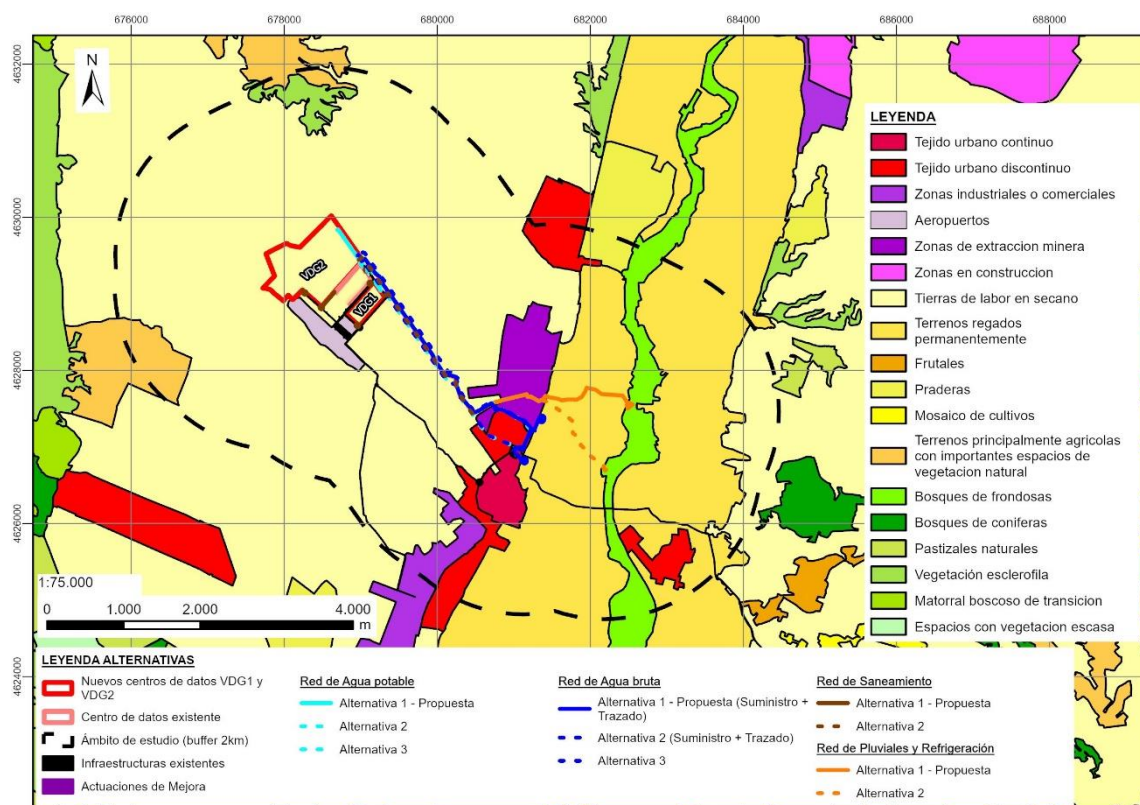 676000 678000 680000 682000 684000 686000 688000
4632000
4630000
4628000
4626000
4624000
N
VDG2
VDG1
1:75.000
0 1.000 2.000 4.000
m
LEYENDA
Tejido urbano continuo
Tejido urbano discontinuo
Zonas industriales o comerciales
Aeropuertos
Zonas de extraccion minera
Zonas en construccion
Tierras de labor en secano
Terrenos regados
permanentemente
Frutales
Praderas
Mosaico de cultivos
Terrenos principalmente agricolas
con importantes espacios de
vegetacion natural
Bosques de frondosas
Bosques de coniferas
Pastizales naturales
Vegetación esclerofila
Matorral boscoso de transicion
Espacios con vegetacion escasa
LEYENDA ALTERNATIVAS
Nuevos centros de datos VDG1 y
VDG2
Centro de datos existente
Ámbito de estudio (buffer 2km)
Infraestructuras existentes
Actuaciones de Mejora
Red de Agua potable
Alternativa 1 - Propuesta
Alternativa 2
Alternativa 3
Red de Agua bruta
Alternativa 1 - Propuesta (Suministro +
Trazado)
Alternativa 2 (Suministro + Trazado)
Alternativa 3
Red de Saneamiento
Alternativa 1 - Propuesta
Alternativa 2
Red de Pluviales y Refrigeración
Alternativa 1 - Propuesta
Alternativa 2